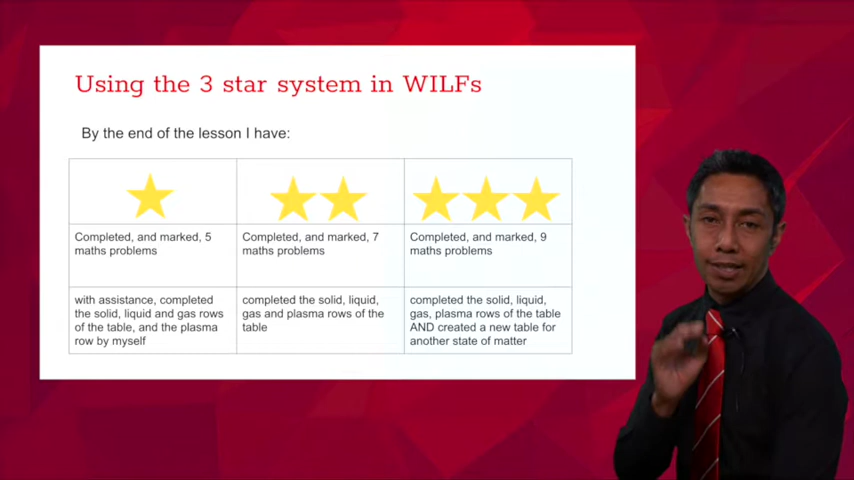 Using the 3 star system in WILFs
By the end of the lesson I have:
Completed, and marked, 5
maths problems
Completed, and marked, 7
maths problems
Completed, and marked, 9
maths problems
with assistance, completed
the solid, liquid and gas rows
of the table, and the plasma
row by myself
completed the solid, liquid,
gas and plasma rows of the
table
completed the solid, liquid,
gas, plasma rows of the table
AND created a new table for
another state of matter